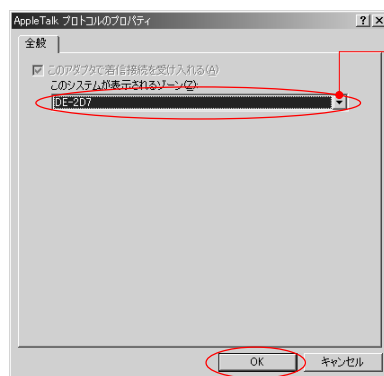 AppleTalk プロトコルのプロパティ
全般
このアダプタで着信接続を受け入れる(A)
このシステムが表示されるゾーン(Z):
DE-2D7
OK キャンセル